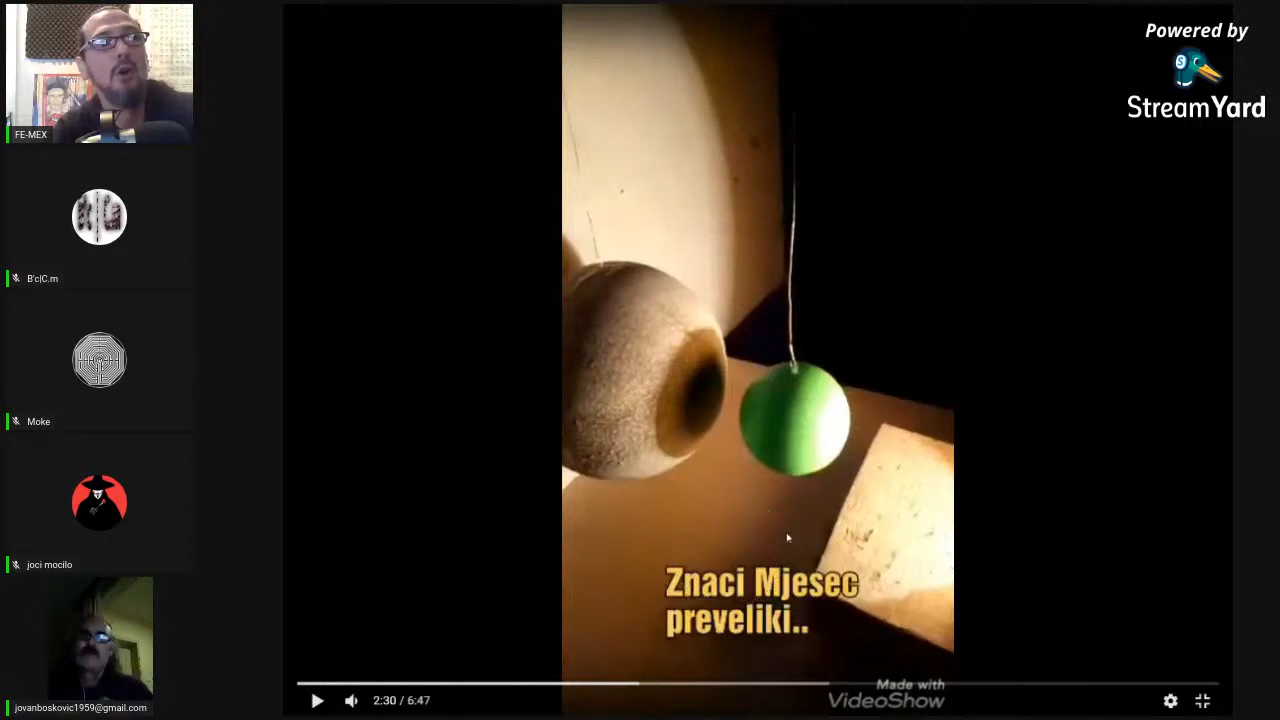 Powered by
StreamYard
FE-MEX
B'c|C.m
Moke
joci mocilo
jovanboskovic1959@gmail.com
Znaci Mjesec
preveliki..
2:30 / 6:47
Made with
VideoShow